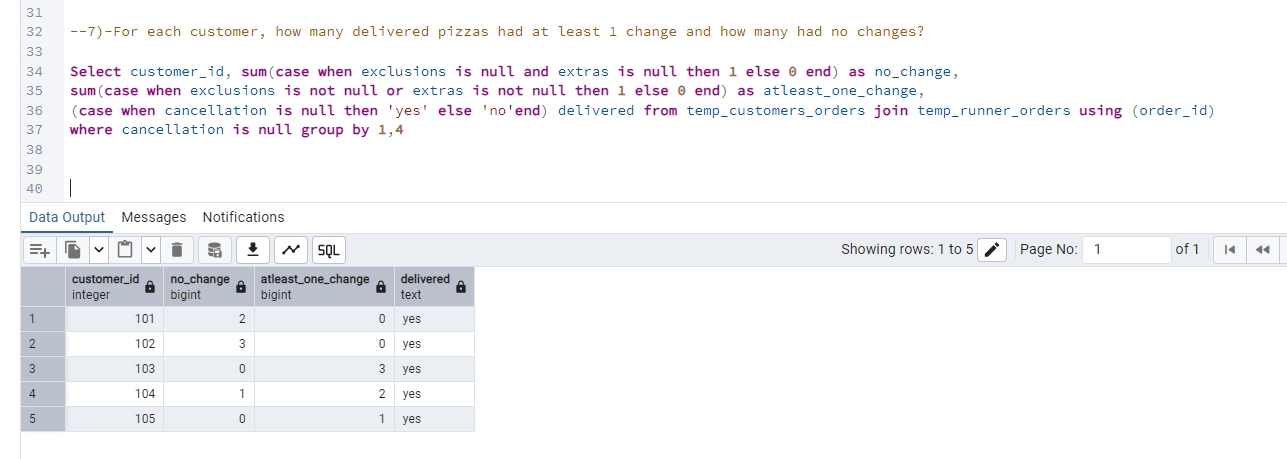 31
32 --7)-For each customer, how many delivered pizzas had at least 1 change and how many had no changes?
33
34 Select customer_id, sum(case when exclusions is null and extras is null then 1 else 0 end) as no_change,
35 sum(case when exclusions is not null or extras is not null then 1 else 0 end) as atleast_one_change,
36 (case when cancellation is null then 'yes' else 'no'end) delivered from temp_customers_orders join temp_runner_orders using (order_id)
37 where cancellation is null group by 1,4
38
39
40
Data Output Messages Notifications
SQL Showing rows: 1 to 5 Page No: 1 of 1
customer_id no_change atleast_one_change delivered
integer bigint bigint text
1 101 2 0 yes
2 102 3 0 yes
3 103 0 3 yes
4 104 1 2 yes
5 105 0 1 yes